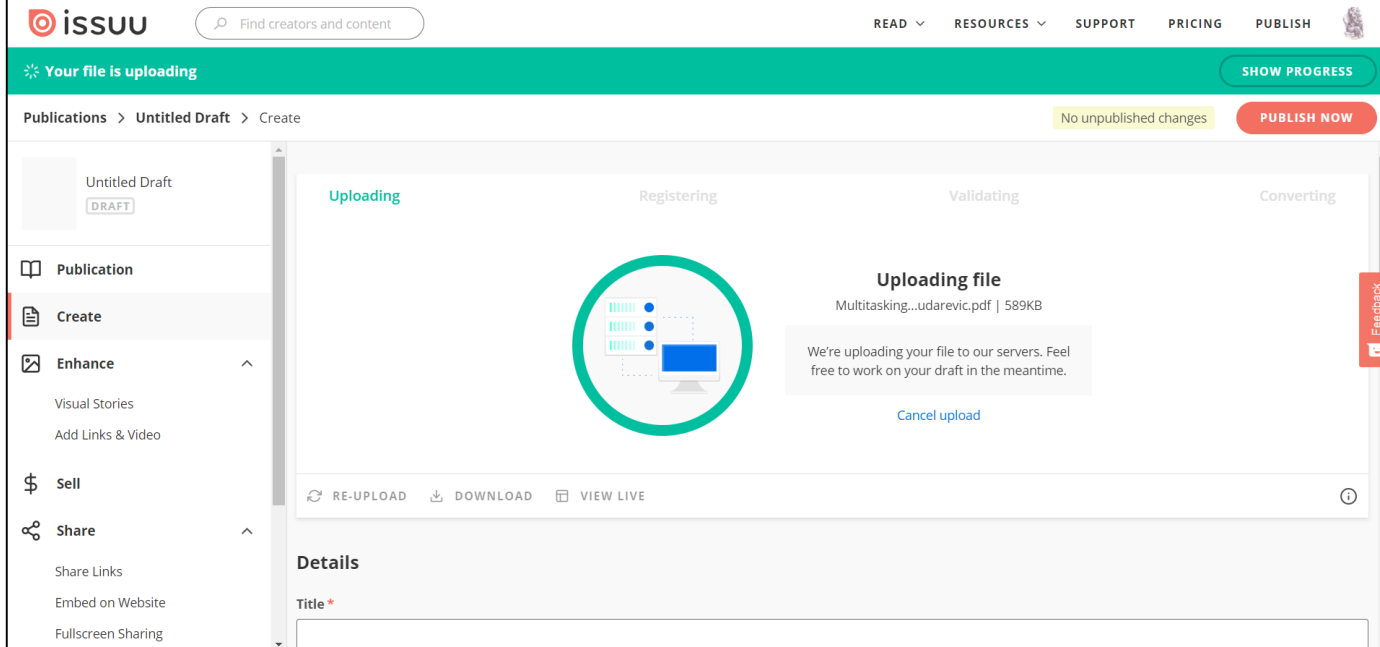 issuu
Find creators and content
READ
RESOURCES
SUPPORT
PRICING
PUBLISH
Your file is uploading
SHOW PROGRESS
Publications > Untitled Draft > Create
No unpublished changes
PUBLISH NOW
Untitled Draft
DRAFT
Publication
Create
Enhance
Visual Stories
Add Links & Video
Sell
Share
Share Links
Embed on Website
Fullscreen Sharing
Uploading
Registering
Validating
Converting
Uploading file
Multitasking...udarevic.pdf | 589KB
We're uploading your file to our servers. Feel
free to work on your draft in the meantime.
Cancel upload
RE-UPLOAD
DOWNLOAD
VIEW LIVE
Details
Title *
Feedback